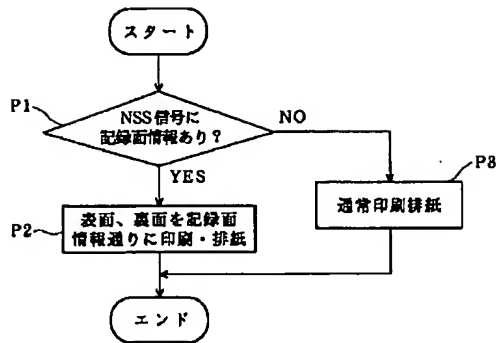 スタート
P1
NSS信号に
記録面情報あり？
NO
YES
P3
P2
表面、裏面を記録面
情報通りに印刷・排紙
通常印刷排紙
エンド